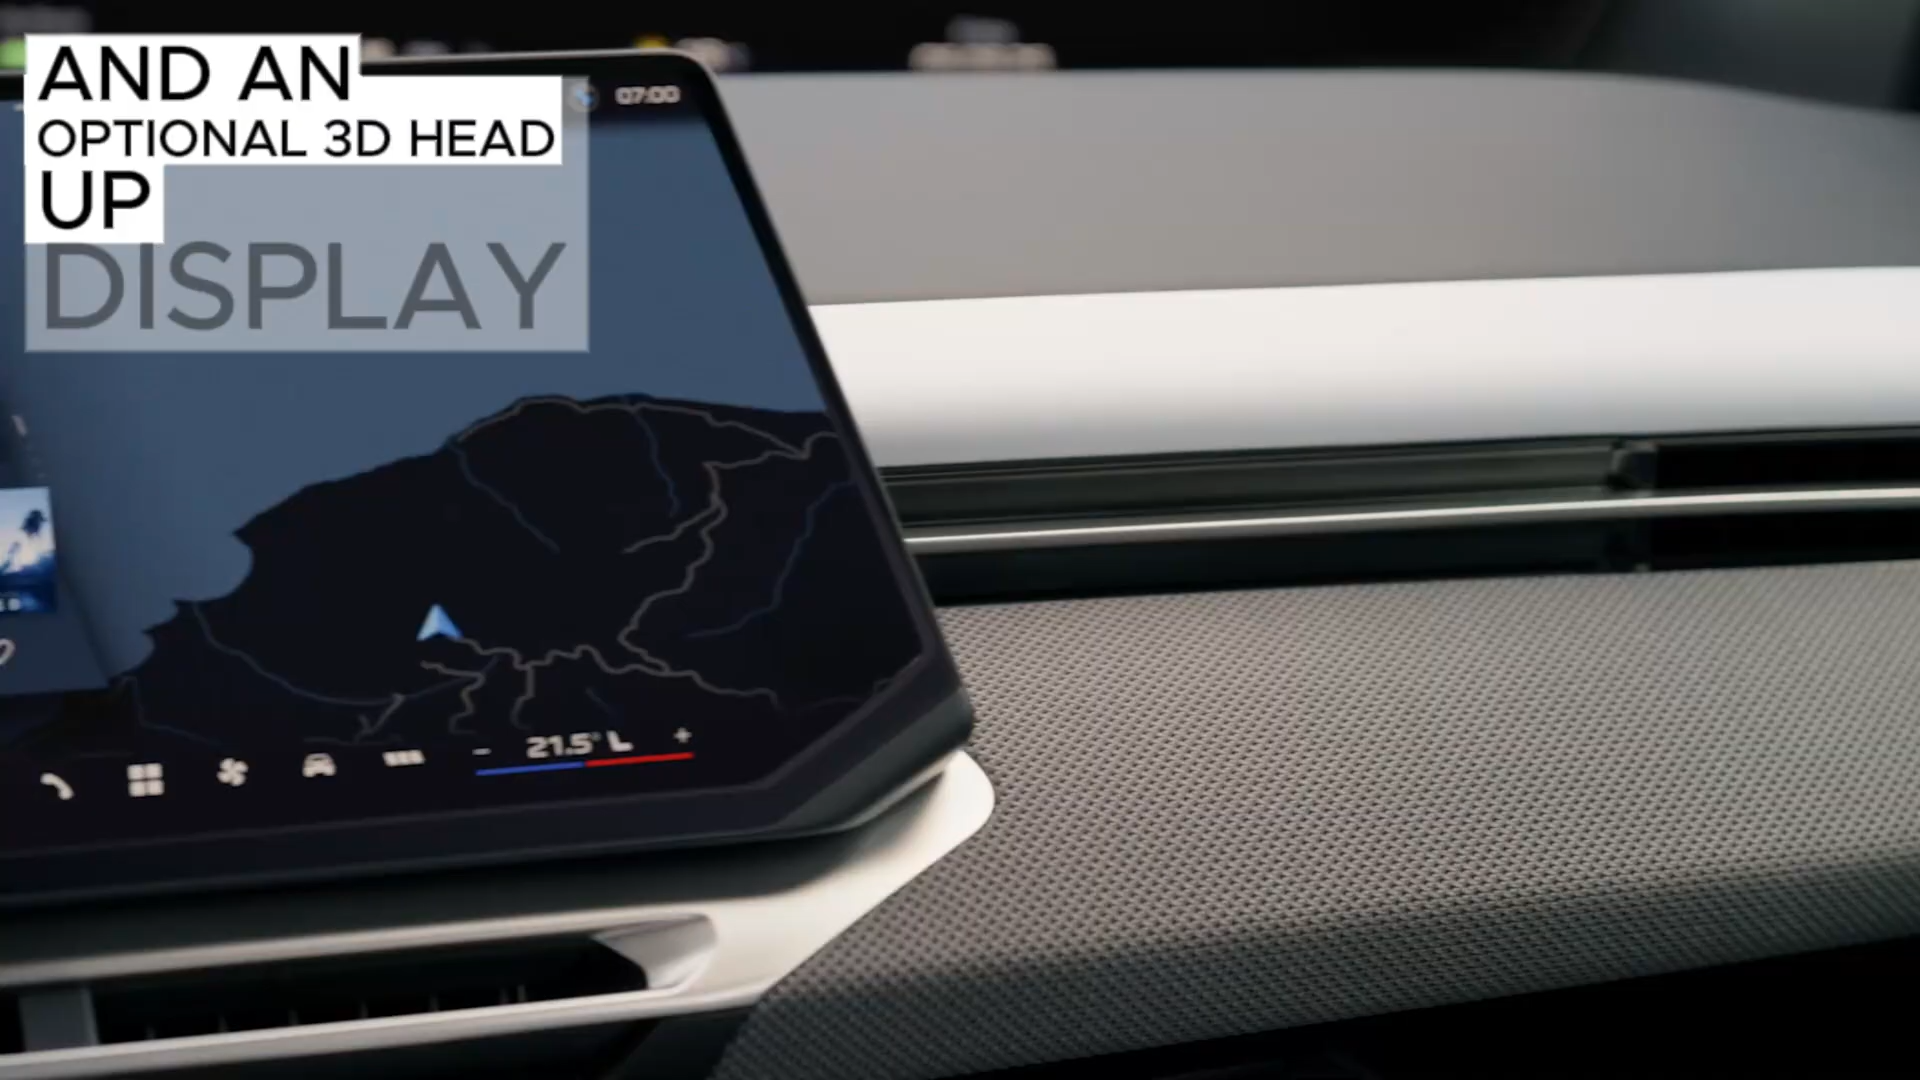 AND AN
OPTIONAL 3D HEAD
UP
DISPLAY
07:00
- 21.5° L +